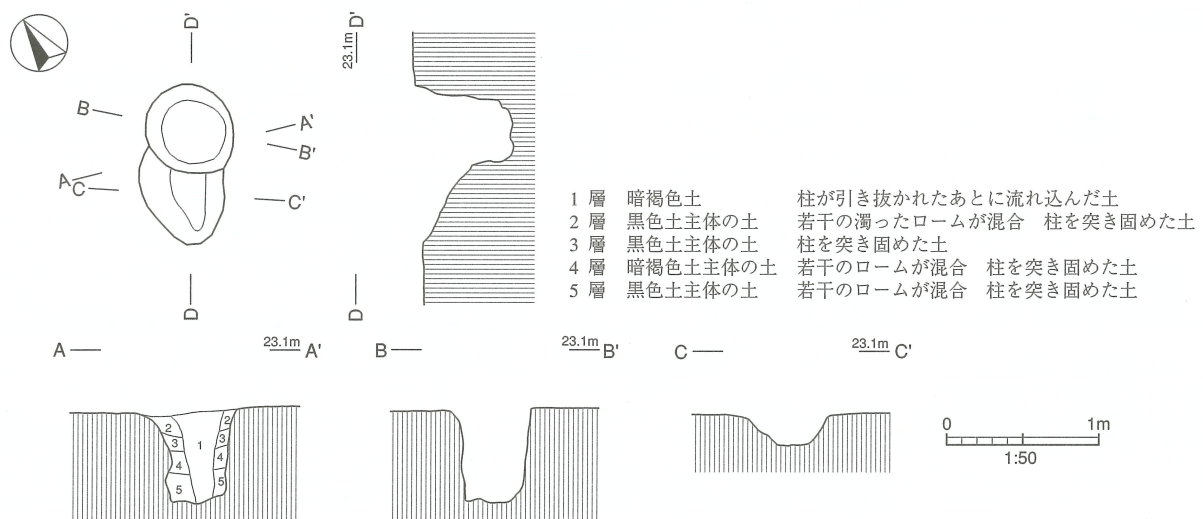 D'
23.1m D'
B
A'
B'
A
C
C'
D
D
1 層 暗褐色土 柱が引き抜かれたあとに流れ込んだ土
2 層 黒色土主体の土 若干の濁ったロームが混合 柱を突き固めた土
3 層 黒色土主体の土 柱を突き固めた土
4 層 暗褐色土主体の土 若干のロームが混合 柱を突き固めた土
5 層 黒色土主体の土 若干のロームが混合 柱を突き固めた土
A 23.1m A'
B 23.1m B'
C 23.1m C'
2 1 2
3 3
4 4
5 5
0 1m
1:50